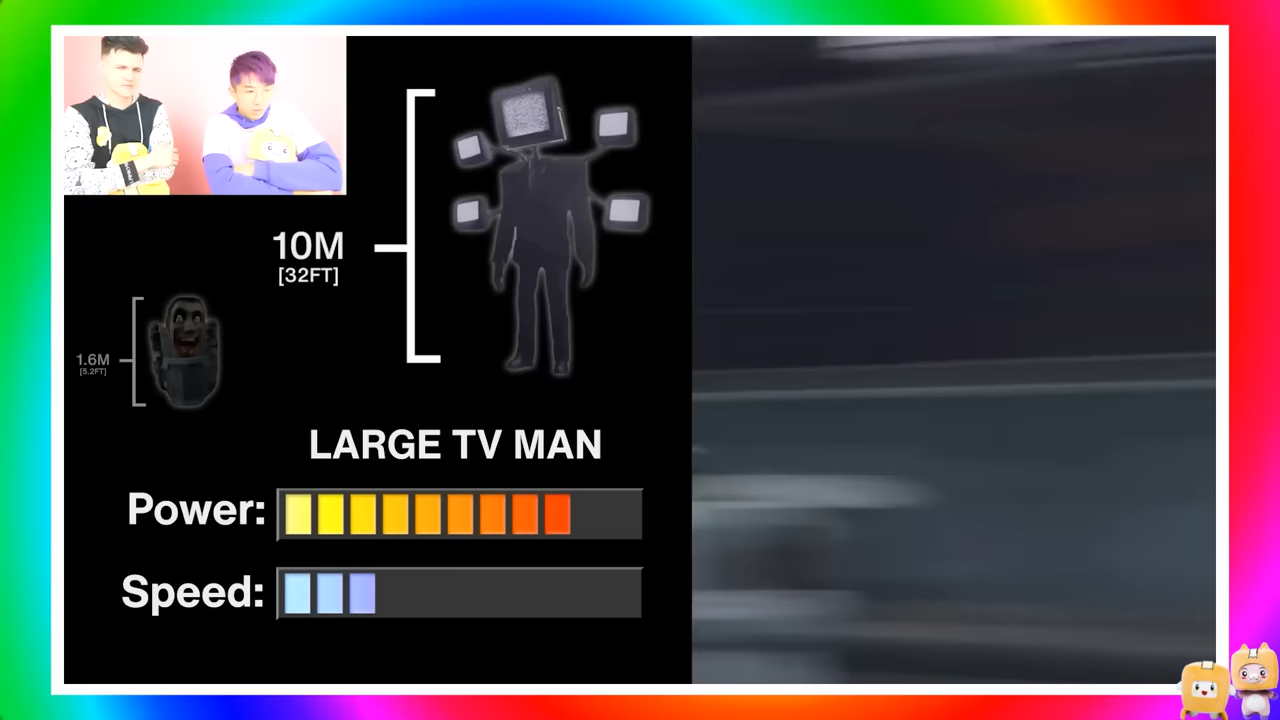 10M
[32FT]
1.6M
[5.2FT]
LARGE TV MAN
Power:
Speed: